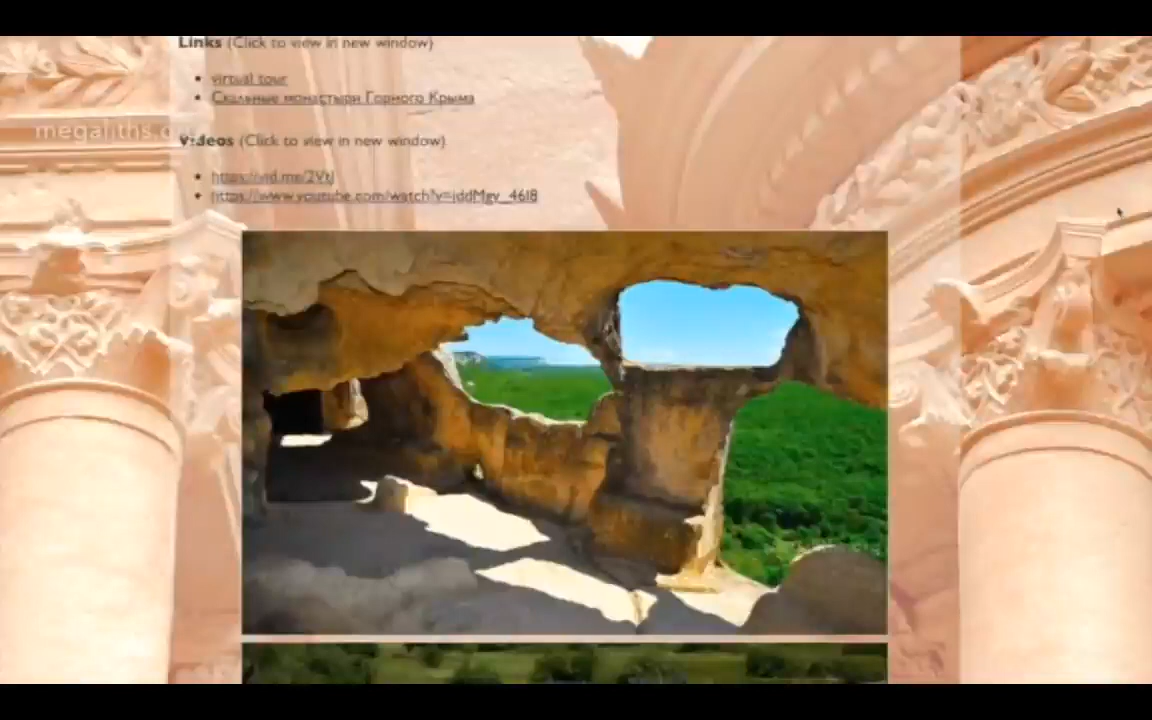 Links (Click to view in new window)
virtual tour
Скальные монастыри Горного Крыма
megaliths.o
Videos (Click to view in new window)
https://vid.me/2VtJ
https://www.youtube.com/watch?v=jddMgv_46I8